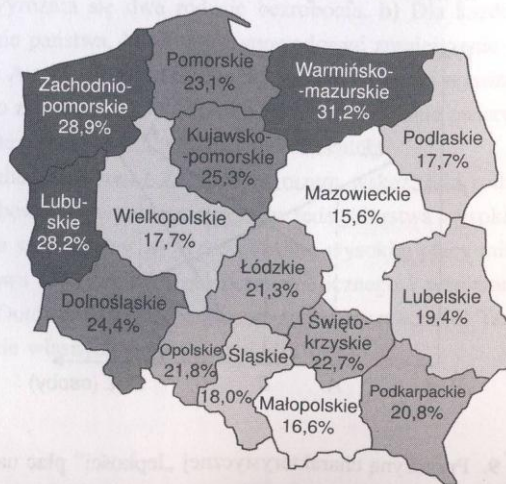 Pomorskie
23,1%
Warmińsko-
-mazurskie
31,2%
Zachodnio-
pomorskie
28,9%
Podlaskie
17,7%
Kujawsko-
-pomorskie
25,3%
Mazowieckie
15,6%
Lubu-
skie
28,2%
Wielkopolskie
17,7%
Łódzkie
21,3%
Lubelskie
19,4%
Dolnośląskie
24,4%
Opolskie
21,8%
Śląskie
18,0%
Święto-
krzyskie
22,7%
Małopolskie
16,6%
Podkarpackie
20,8%